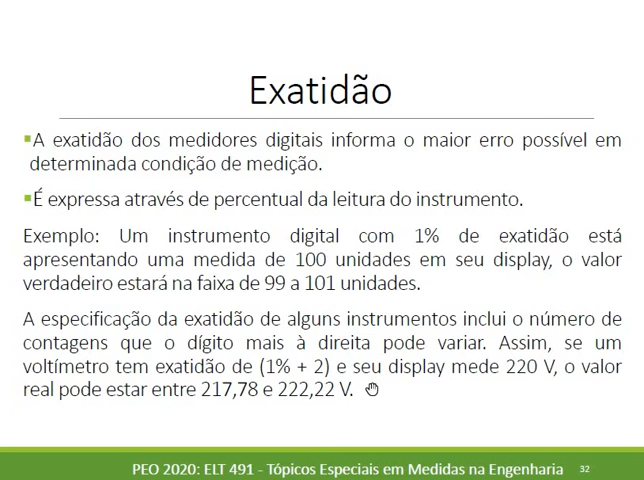 Exatidão
A exatidão dos medidores digitais informa o maior erro possível em
determinada condição de medição.
É expressa através de percentual da leitura do instrumento.
Exemplo: Um instrumento digital com 1% de exatidão está
apresentando uma medida de 100 unidades em seu display, o valor
verdadeiro estará na faixa de 99 a 101 unidades.
A especificação da exatidão de alguns instrumentos inclui o número de
contagens que o dígito mais à direita pode variar. Assim, se um
voltímetro tem exatidão de (1% + 2) e seu display mede 220 V, o valor
real pode estar entre 217,78 e 222,22 V.
PEO 2020: ELT 491 - Tópicos Especiais em Medidas na Engenharia 32